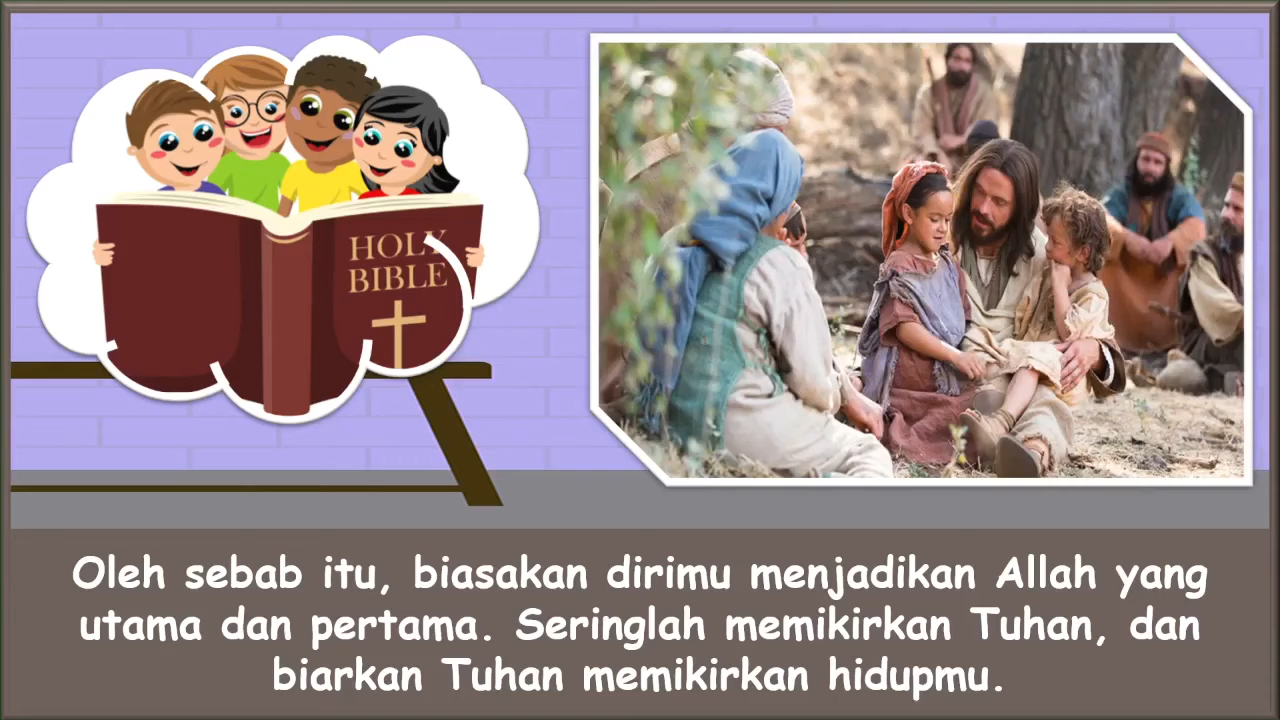 HOLY
BIBLE
Oleh sebab itu, biasakan dirimu menjadikan Allah yang
utama dan pertama. Seringlah memikirkan Tuhan, dan
biarkan Tuhan memikirkan hidupmu.